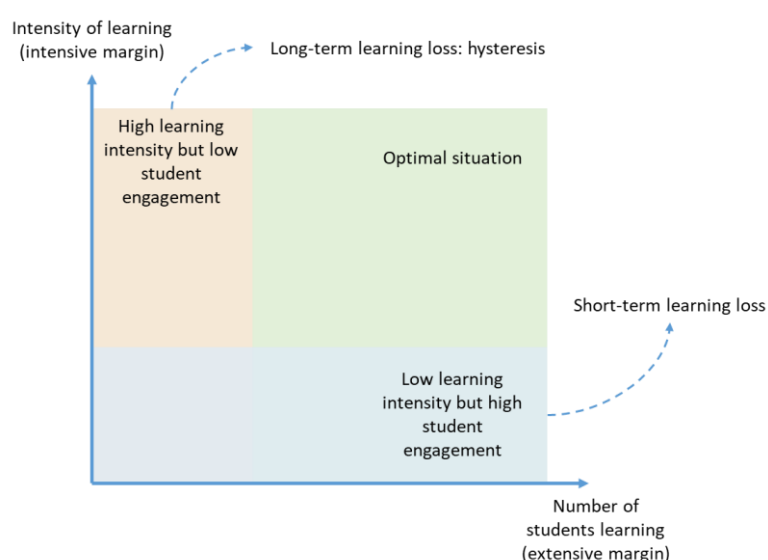 Intensity of learning
(intensive margin)
Long-term learning loss: hysteresis
High learning
intensity but low
student
engagement
Optimal situation
Short-term learning loss
Low learning
intensity but high
student
engagement
Number of
students learning
(extensive margin)